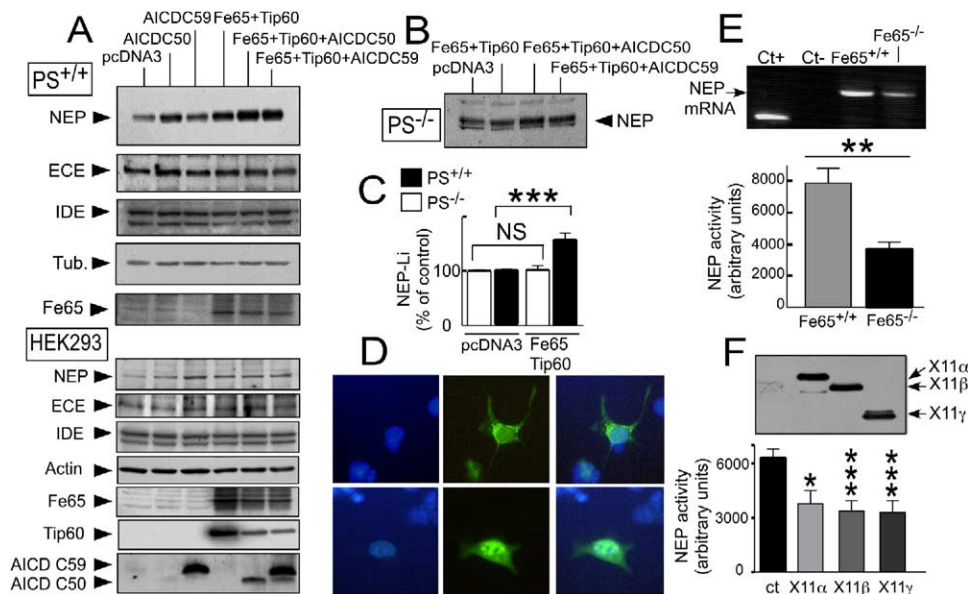 A
AICDC59
Fe65+Tip60
AICDC50
Fe65+Tip60+AICDC50
pcDNA3
Fe65+Tip60+AICDC59
PS+/+
NEP
ECE
IDE
Tub.
Fe65
HEK293
NEP
ECE
IDE
Actin
Fe65
Tip60
AICD C59
AICD C50
B
Fe65+Tip60
Fe65+Tip60+AICDC50
pcDNA3
Fe65+Tip60+AICDC59
PS-/-
NEP
C
PS+/+
PS-/-
***
NS
NEP-Li
(% of control)
100
0
pcDNA3
Fe65
Tip60
D
E
Fe65-/-
Ct+
Ct-
Fe65+/+
NEP
mRNA
**
NEP activity
(arbitrary units)
8000
6000
4000
2000
0
Fe65+/+
Fe65-/-
F
X11α
X11β
X11γ
NEP activity
(arbitrary units)
6000
3000
0
*
***
***
ct
X11α
X11β
X11γ